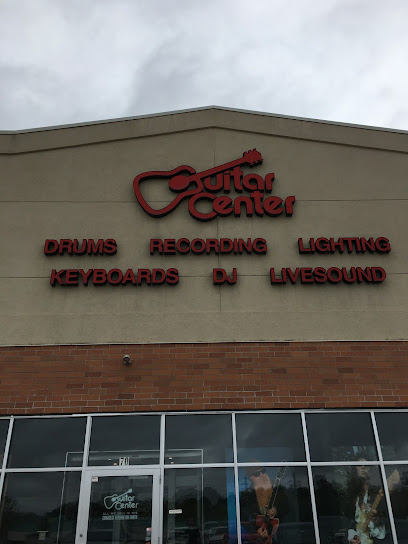 Guitar
Center
DRUMS RECORDING LIGHTING
KEYBOARDS DJ LIVESOUND
Guitar
Center